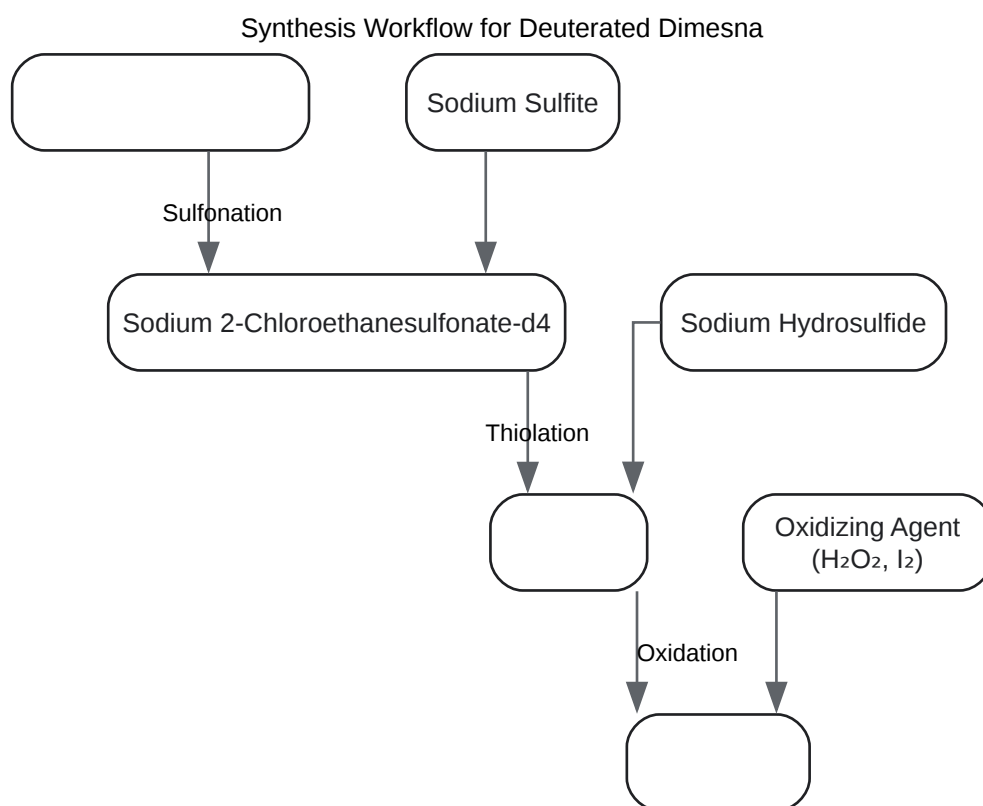 Synthesis Workflow for Deuterated Dimesna
Sodium Sulfite
Sulfonation
Sodium 2-Chloroethanesulfonate-d4
Sodium Hydrosulfide
Thiolation
Oxidizing Agent
(H₂O₂, I₂)
Oxidation